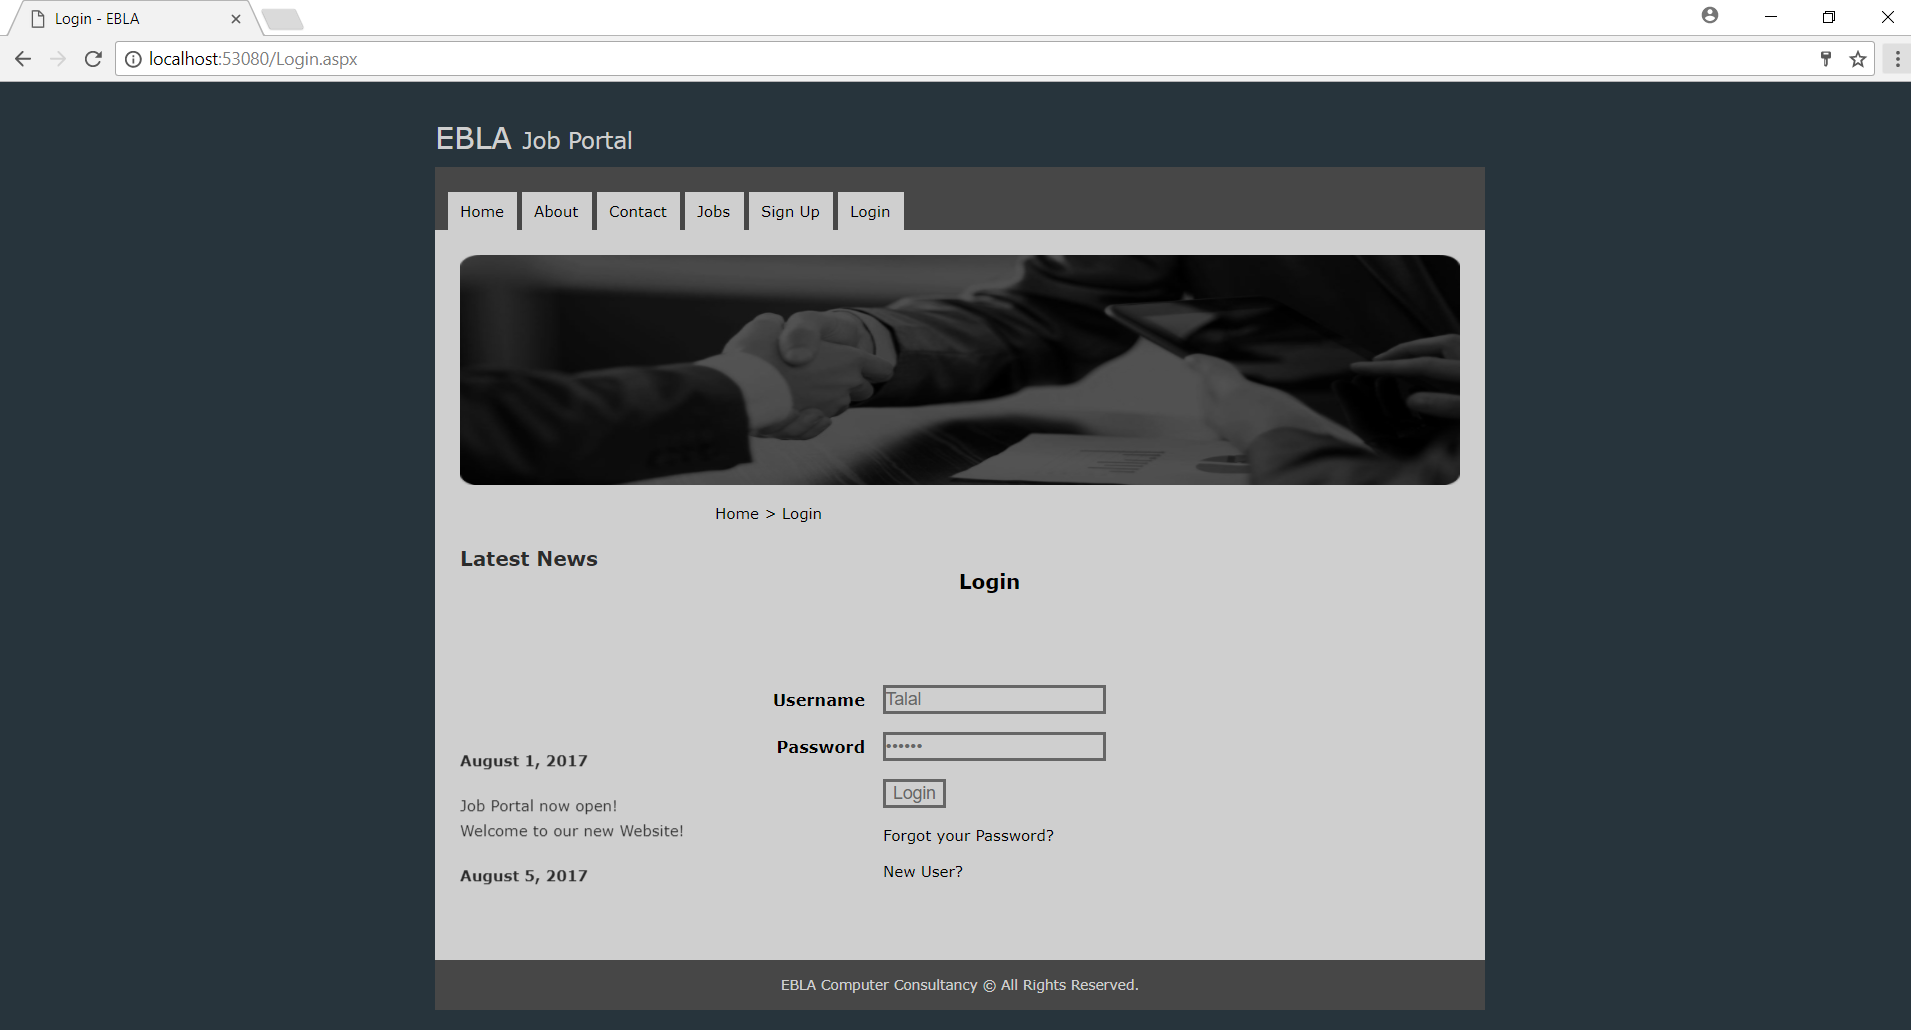 Login - EBLA
localhost:53080/Login.aspx
EBLA Job Portal
Home About Contact Jobs Sign Up Login
Home > Login
Latest News
Login
Username Talal
Password ••••••
Login
Forgot your Password?
New User?
August 1, 2017
Job Portal now open!
Welcome to our new Website!
August 5, 2017
EBLA Computer Consultancy © All Rights Reserved.